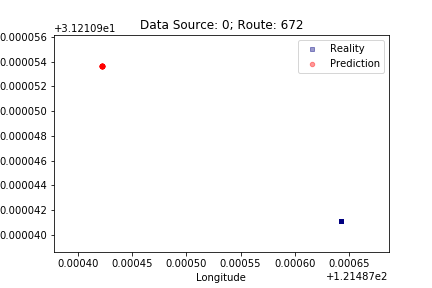 Data Source: 0; Route: 672
+3.12109e1
0.000056
0.000054
0.000052
0.000050
0.000048
0.000046
0.000044
0.000042
0.000040
Reality
Prediction
0.00040 0.00045 0.00050 0.00055 0.00060 0.00065
Longitude
+1.21487e2